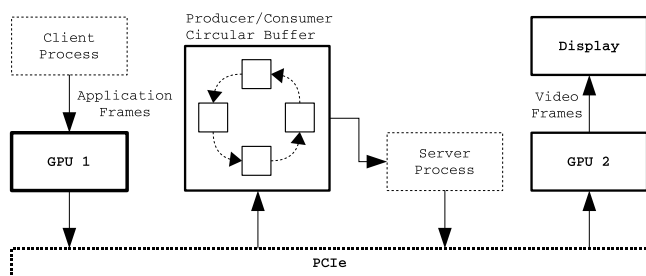 Producer/Consumer
Circular Buffer
Client
Process
Display
Application
Frames
Video
Frames
GPU 1
Server
Process
GPU 2
PCIe